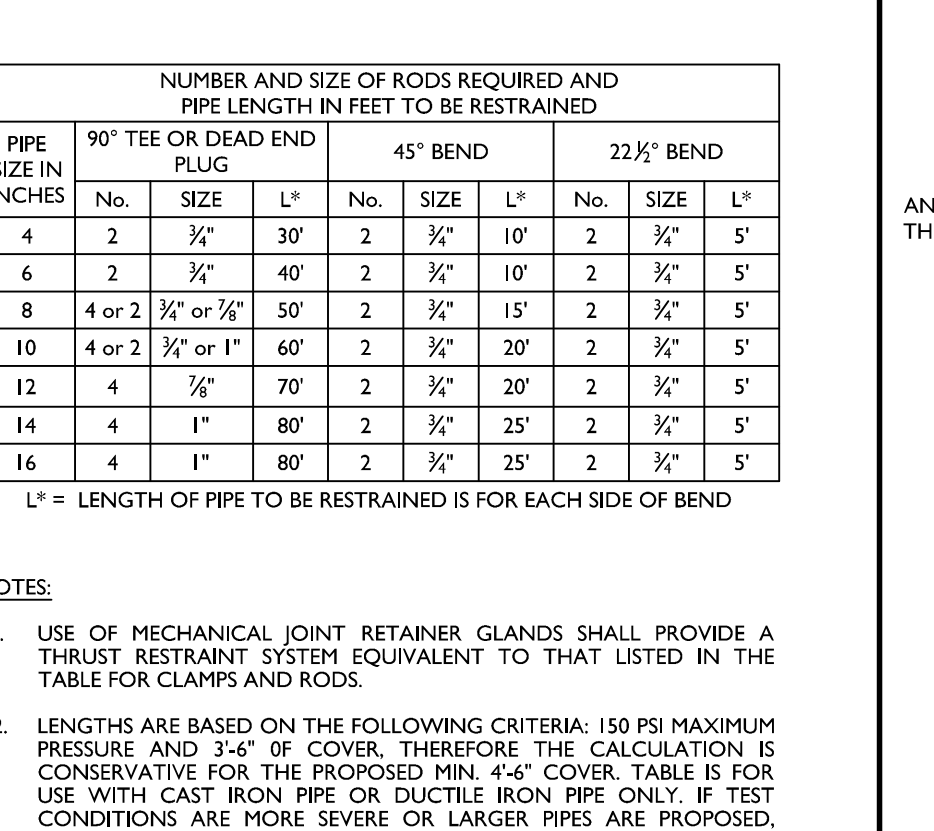 NUMBER AND SIZE OF RODS REQUIRED AND
PIPE LENGTH IN FEET TO BE RESTRAINED
PIPE
SIZE IN
NCHES
90° TEE OR DEAD END
PLUG
45° BEND
22½° BEND
No. SIZE L* No. SIZE L* No. SIZE L*
4 2 ¾" 30' 2 ¾" 10' 2 ¾" 5'
6 2 ¾" 40' 2 ¾" 10' 2 ¾" 5'
8 4 or 2 ¾" or ⅞" 50' 2 ¾" 15' 2 ¾" 5'
10 4 or 2 ¾" or 1" 60' 2 ¾" 20' 2 ¾" 5'
12 4 ⅞" 70' 2 ¾" 20' 2 ¾" 5'
14 4 1" 80' 2 ¾" 25' 2 ¾" 5'
16 4 1" 80' 2 ¾" 25' 2 ¾" 5'
L* = LENGTH OF PIPE TO BE RESTRAINED IS FOR EACH SIDE OF BEND
OTES:
. USE OF MECHANICAL JOINT RETAINER GLANDS SHALL PROVIDE A
THRUST RESTRAINT SYSTEM EQUIVALENT TO THAT LISTED IN THE
TABLE FOR CLAMPS AND RODS.
2. LENGTHS ARE BASED ON THE FOLLOWING CRITERIA: 150 PSI MAXIMUM
PRESSURE AND 3'-6" 0F COVER, THEREFORE THE CALCULATION IS
CONSERVATIVE FOR THE PROPOSED MIN. 4'-6" COVER. TABLE IS FOR
USE WITH CAST IRON PIPE OR DUCTILE IRON PIPE ONLY. IF TEST
CONDITIONS ARE MORE SEVERE OR LARGER PIPES ARE PROPOSED,
AN
TH